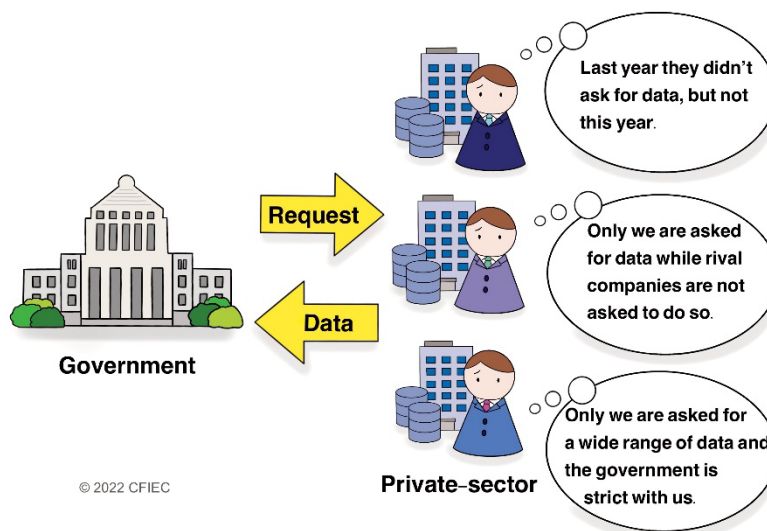 Last year they didn't
ask for data, but not
this year.
Request
Only we are asked
for data while rival
companies are not
asked to do so.
Data
Government
Only we are asked for
a wide range of data and
the government is
strict with us.
Private-sector
© 2022 CFIEC